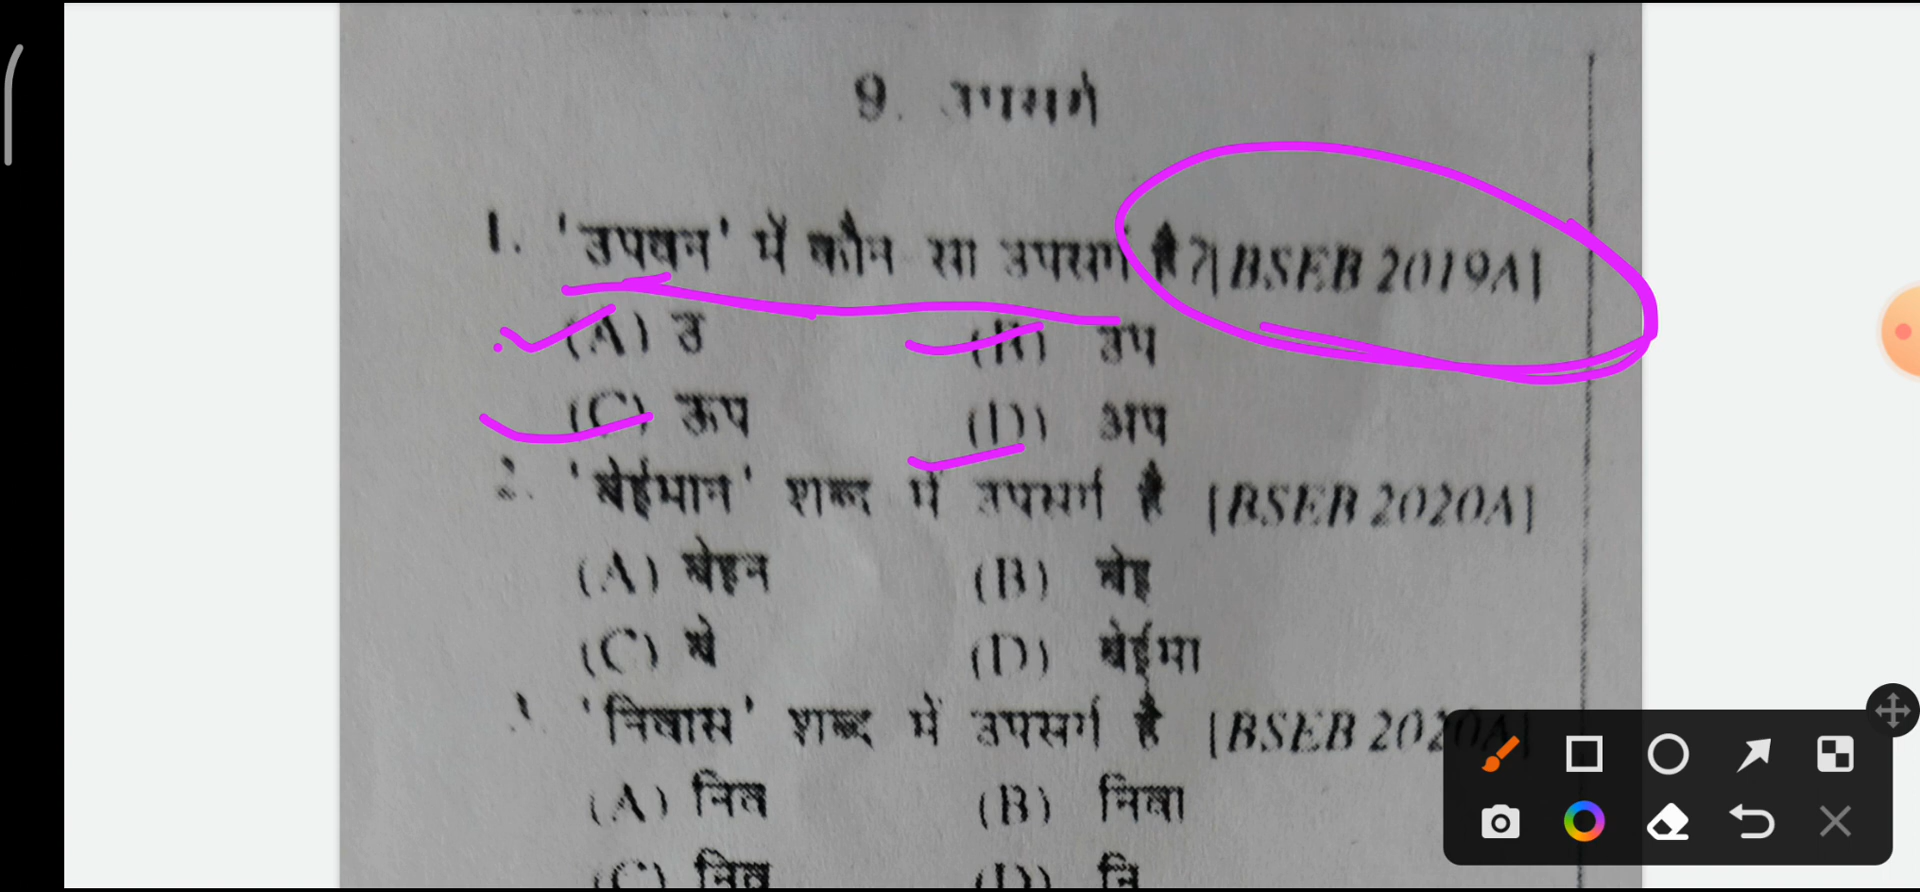 9. उपसर्ग
1. 'उपवन' में कौन सा उपसर्ग है ? [BSEB 2019A]
(A) उ (B) उप
(C) ऊप (D) अप
2. 'बेईमान' शब्द में उपसर्ग है [BSEB 2020A]
(A) बेइन (B) बेइ
(C) बे (D) बेईमा
'निवास' शब्द में उपसर्ग है [BSEB 2020A]
(A) नित (B) निवा
(C) (D) नि